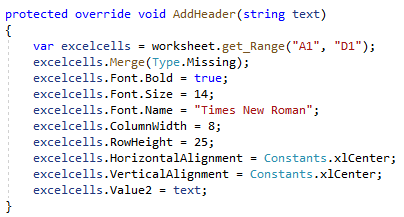 protected override void AddHeader(string text)
{
    var excelcells = worksheet.get_Range("A1", "D1");
    excelcells.Merge(Type.Missing);
    excelcells.Font.Bold = true;
    excelcells.Font.Size = 14;
    excelcells.Font.Name = "Times New Roman";
    excelcells.ColumnWidth = 8;
    excelcells.RowHeight = 25;
    excelcells.HorizontalAlignment = Constants.xlCenter;
    excelcells.VerticalAlignment = Constants.xlCenter;
    excelcells.Value2 = text;
}